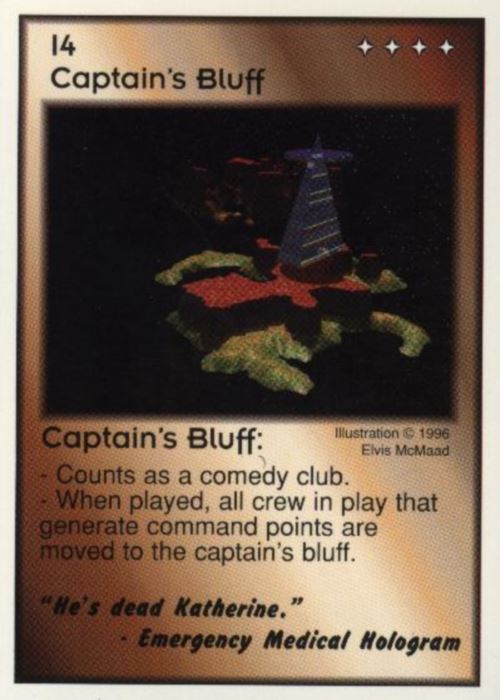 14
Captain's Bluff
Captain's Bluff:
Illustration © 1996
Elvis McMaad
- Counts as a comedy club.
- When played, all crew in play that
generate command points are
moved to the captain's bluff.
"He's dead Katherine."
- Emergency Medical Hologram